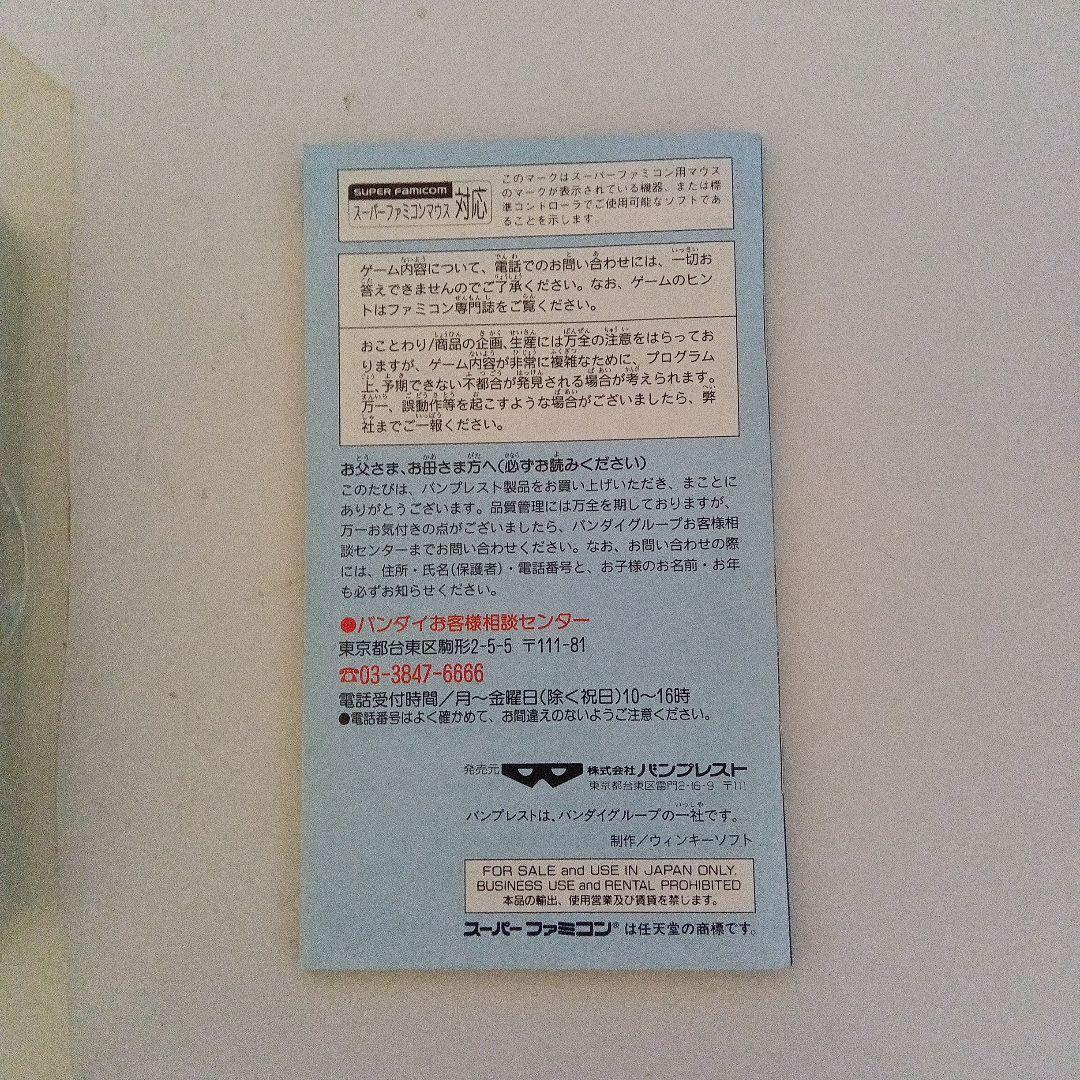 SUPER Famicom
スーパーファミコンマウス 対応
このマークはスーパーファミコン用マウス
のマークが表示されている機器、または標
準コントローラでご使用可能なソフトであ
ることを示します。
ゲーム内容について、電話でのお問い合わせには、一切お
答えできませんのでご了承ください。なお、ゲームのヒン
トはファミコン専門誌をご覧ください。
おことわり/商品の企画、生産には万全の注意をはらってお
りますが、ゲーム内容が非常に複雑なために、プログラム
上、予期できない不都合が発見される場合が考えられます。
万一、誤動作等を起こすような場合がございましたら、弊
社までご一報ください。
お父さま、お母さま方へ(必ずお読みください)
このたびは、バンプレスト製品をお買い上げいただき、まことに
ありがとうございます。品質管理には万全を期しておりますが、
万一お気付きの点がございましたら、バンダイグループお客様相
談センターまでお問い合わせください。なお、お問い合わせの際
には、住所・氏名(保護者)・電話番号と、お子様のお名前・お年
も必ずお知らせください。
●バンダイお客様相談センター
東京都台東区駒形2-5-5 〒111-81
☎03-3847-6666
電話受付時間/月〜金曜日(除く祝日)10〜16時
●電話番号はよく確かめて、お間違えのないようご注意ください。
発売元 株式会社 バンプレスト
東京都台東区雷門2-16-9 〒111
バンプレストは、バンダイグループの一社です。
制作/ウィンキーソフト
FOR SALE and USE IN JAPAN ONLY.
BUSINESS USE and RENTAL PROHIBITED
本品の輸出、使用営業及び賃貸を禁じます。
スーパーファミコン®は任天堂の商標です。